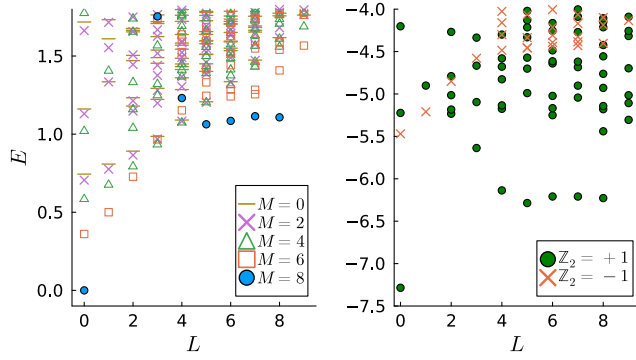 E
1.5
1.0
0.5
0.0
M = 0
M = 2
M = 4
M = 6
M = 8
0 2 4 6 8
L
-4.0
-4.5
-5.0
-5.5
-6.0
-6.5
-7.0
-7.5
ℤ₂ = +1
ℤ₂ = −1
0 2 4 6 8
L